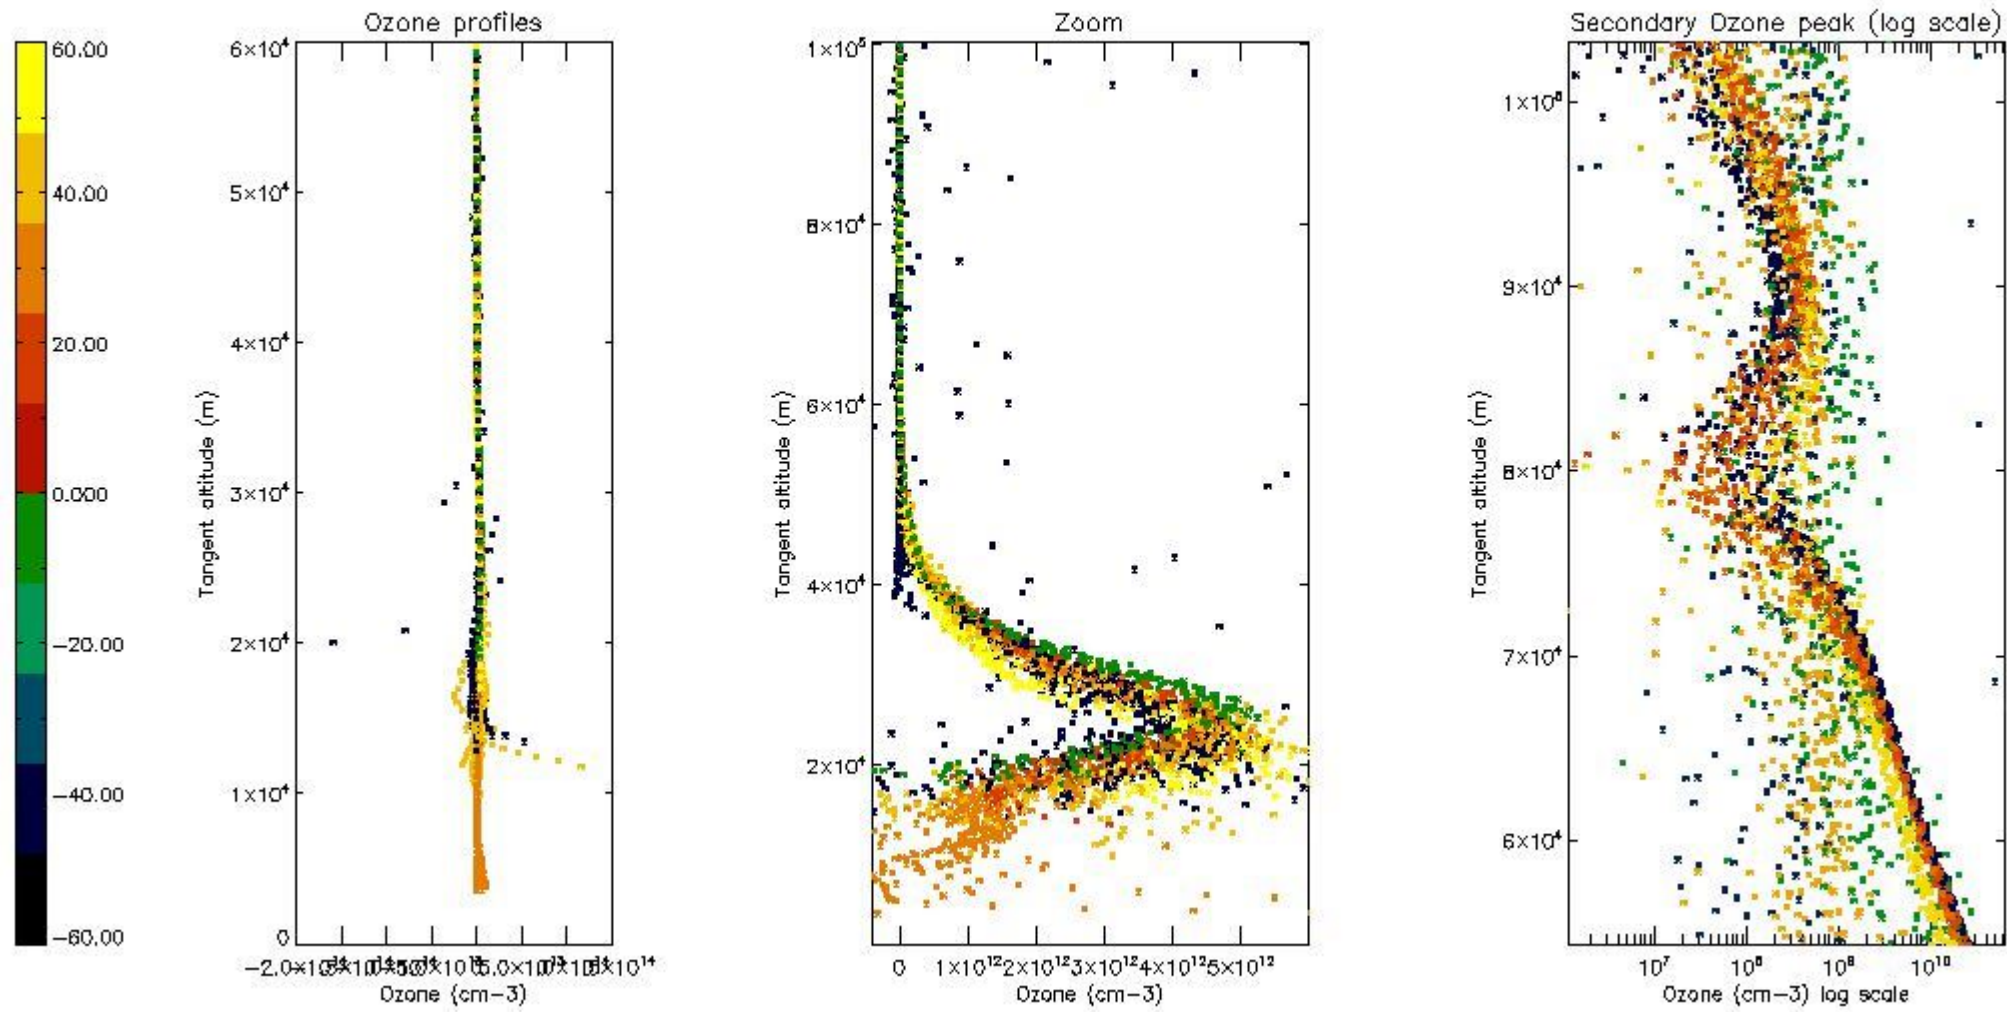 Ozone profiles
Zoom
Secondary Ozone peak (log scale)
60.00
40.00
20.00
0.000
−20.00
−40.00
−60.00
6×10⁴
5×10⁴
4×10⁴
3×10⁴
2×10⁴
1×10⁴
0
Tangent altitude (m)
Ozone (cm−3)
1×10⁵
8×10⁴
6×10⁴
4×10⁴
2×10⁴
Tangent altitude (m)
0 1×10¹² 2×10¹² 3×10¹² 4×10¹² 5×10¹²
Ozone (cm−3)
9×10⁴
8×10⁴
7×10⁴
6×10⁴
Tangent altitude (m)
10⁷ 10⁸ 10⁹ 10¹⁰
Ozone (cm−3) log scale